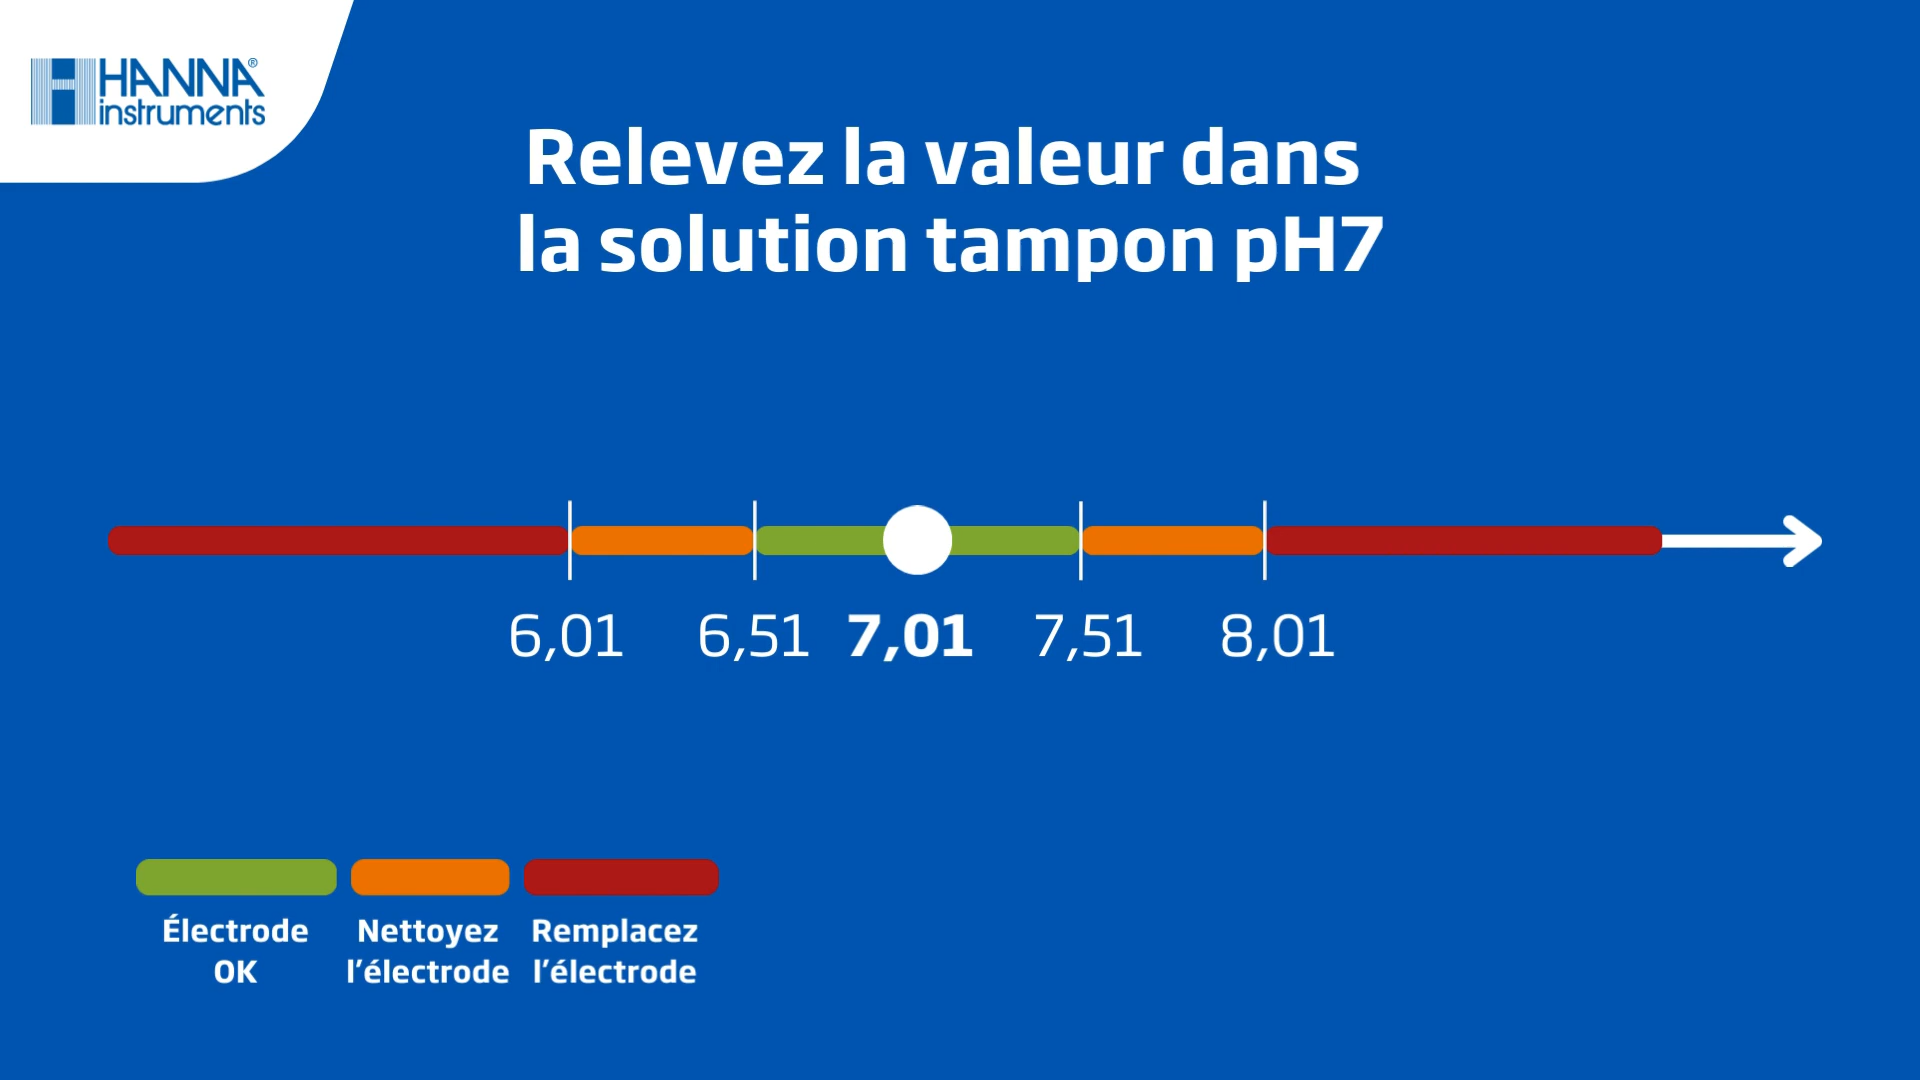 HANNA®
instruments
Relevez la valeur dans
la solution tampon pH7
6,01 6,51 7,01 7,51 8,01
Électrode
OK
Nettoyez
l’électrode
Remplacez
l’électrode